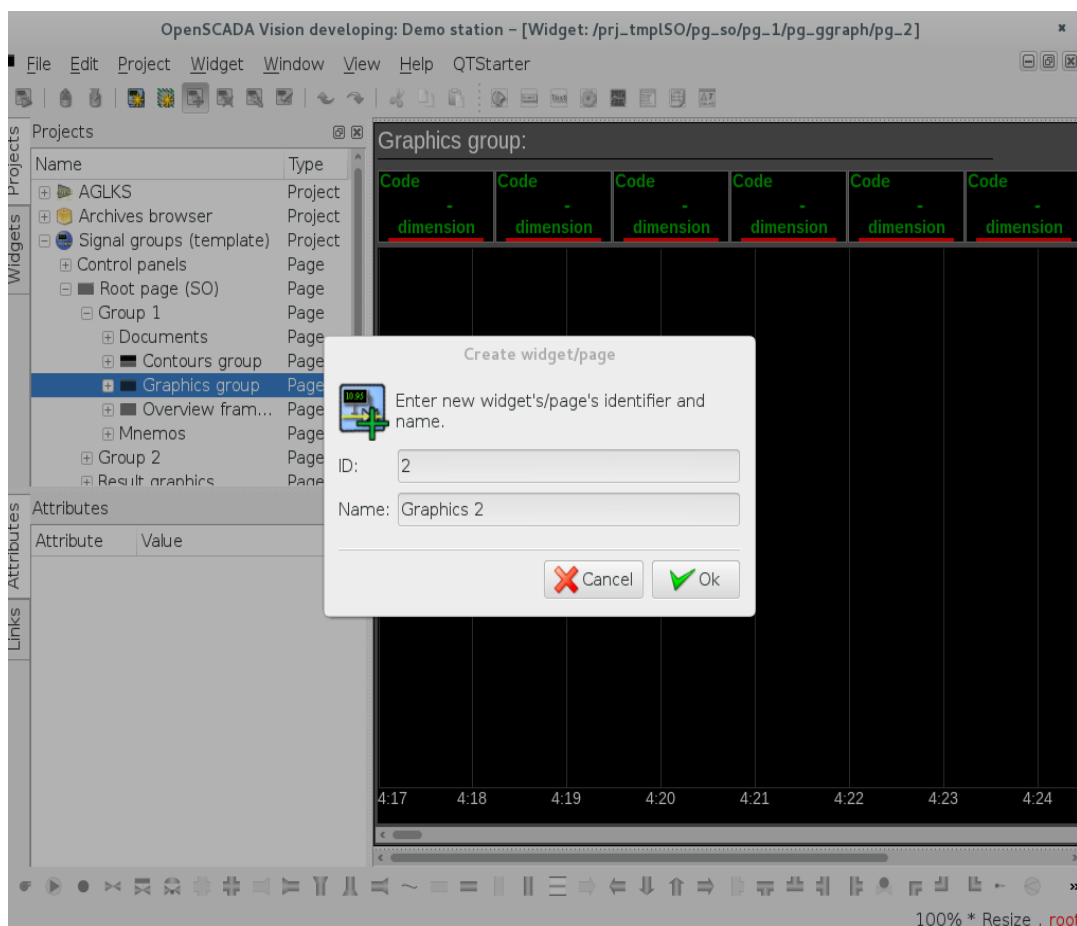 OpenSCADA Vision developing: Demo station – [Widget: /prj_tmplSO/pg_so/pg_1/pg_ggraph/pg_2]
File Edit Project Widget Window View Help QTStarter
Projects
Widgets
Projects
Name Type
AGLKS Project
Archives browser Project
Signal groups (template) Project
Control panels Page
Root page (SO) Page
Group 1 Page
Documents Page
Contours group Page
Graphics group Page
Overview fram... Page
Mnemos Page
Group 2 Page
Result graphics Page
Attributes
Links
Attributes
Attribute Value
Graphics group:
Code Code Code Code Code Code
- - - - - -
dimension dimension dimension dimension dimension dimension
Create widget/page
10.95
Enter new widget's/page's identifier and
name.
ID: 2
Name: Graphics 2
Cancel Ok
4:17 4:18 4:19 4:20 4:21 4:22 4:23 4:24
100% * Resize . root